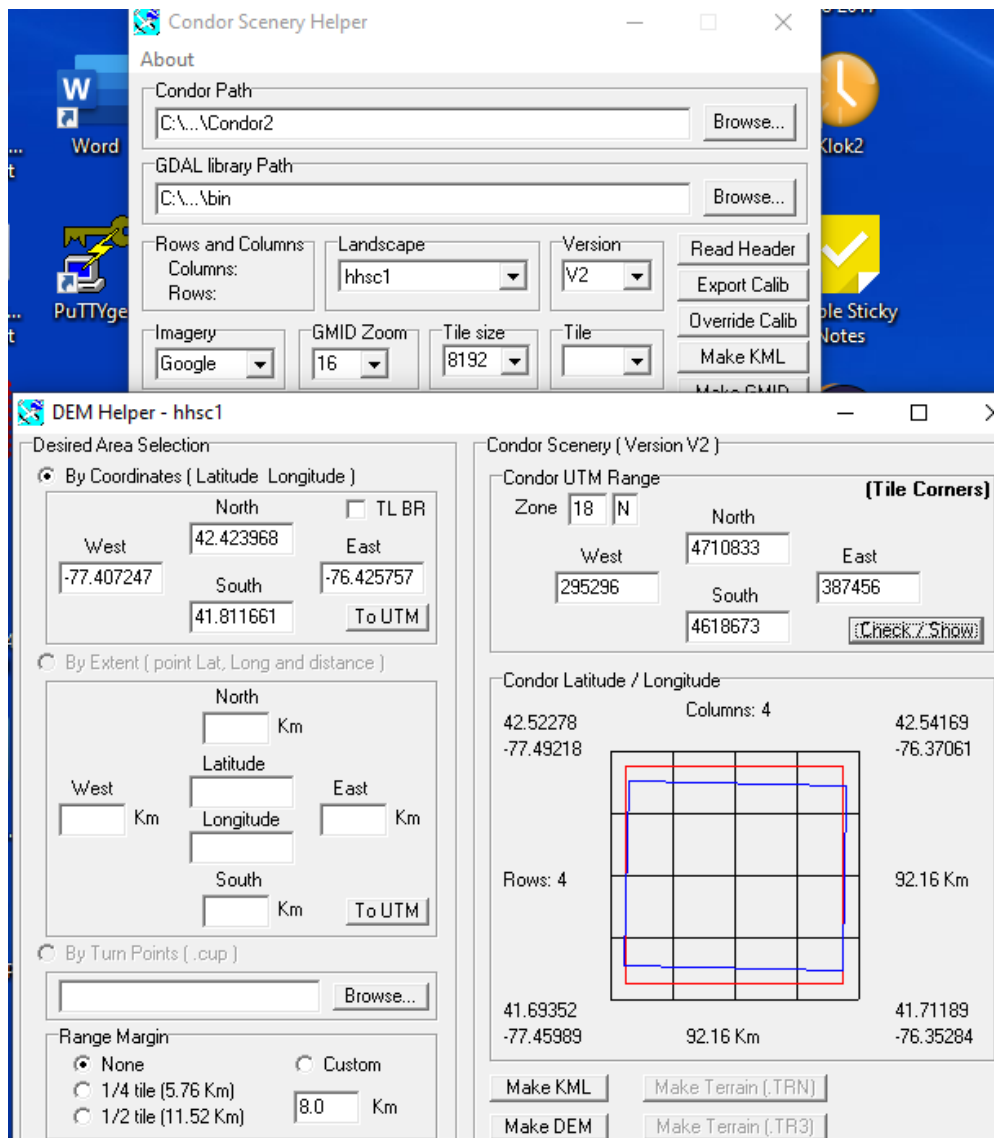 Condor Scenery Helper
About
Condor Path
C:\...\Condor2
Browse...
Word
...
t
Klok2
GDAL library Path
C:\...\bin
Browse...
Rows and Columns
Columns:
Rows:
Landscape
hhsc1
Version
V2
Read Header
Export Calib
Override Calib
Make KML
PuTTYge
...
t
ple Sticky
Notes
Imagery
Google
GMID Zoom
16
Tile size
8192
Tile
DEM Helper - hhsc1
Desired Area Selection
By Coordinates ( Latitude Longitude )
North
TL BR
42.423968
West
East
-77.407247
-76.425757
South
41.811661
To UTM
By Extent ( point Lat, Long and distance )
North
Km
Latitude
West
East
Km
Longitude
Km
South
Km
To UTM
By Turn Points ( .cup )
Browse...
Range Margin
None
Custom
1/4 tile (5.76 Km)
1/2 tile (11.52 Km)
8.0
Km
Condor Scenery ( Version V2 )
Condor UTM Range
(Tile Corners)
Zone
18
N
North
4710833
West
East
295296
387456
South
4618673
Check / Show
Condor Latitude / Longitude
42.52278
-77.49218
Columns: 4
42.54169
-76.37061
Rows: 4
92.16 Km
41.69352
-77.45989
92.16 Km
41.71189
-76.35284
Make KML
Make Terrain (.TRN)
Make DEM
Make Terrain (.TR3)